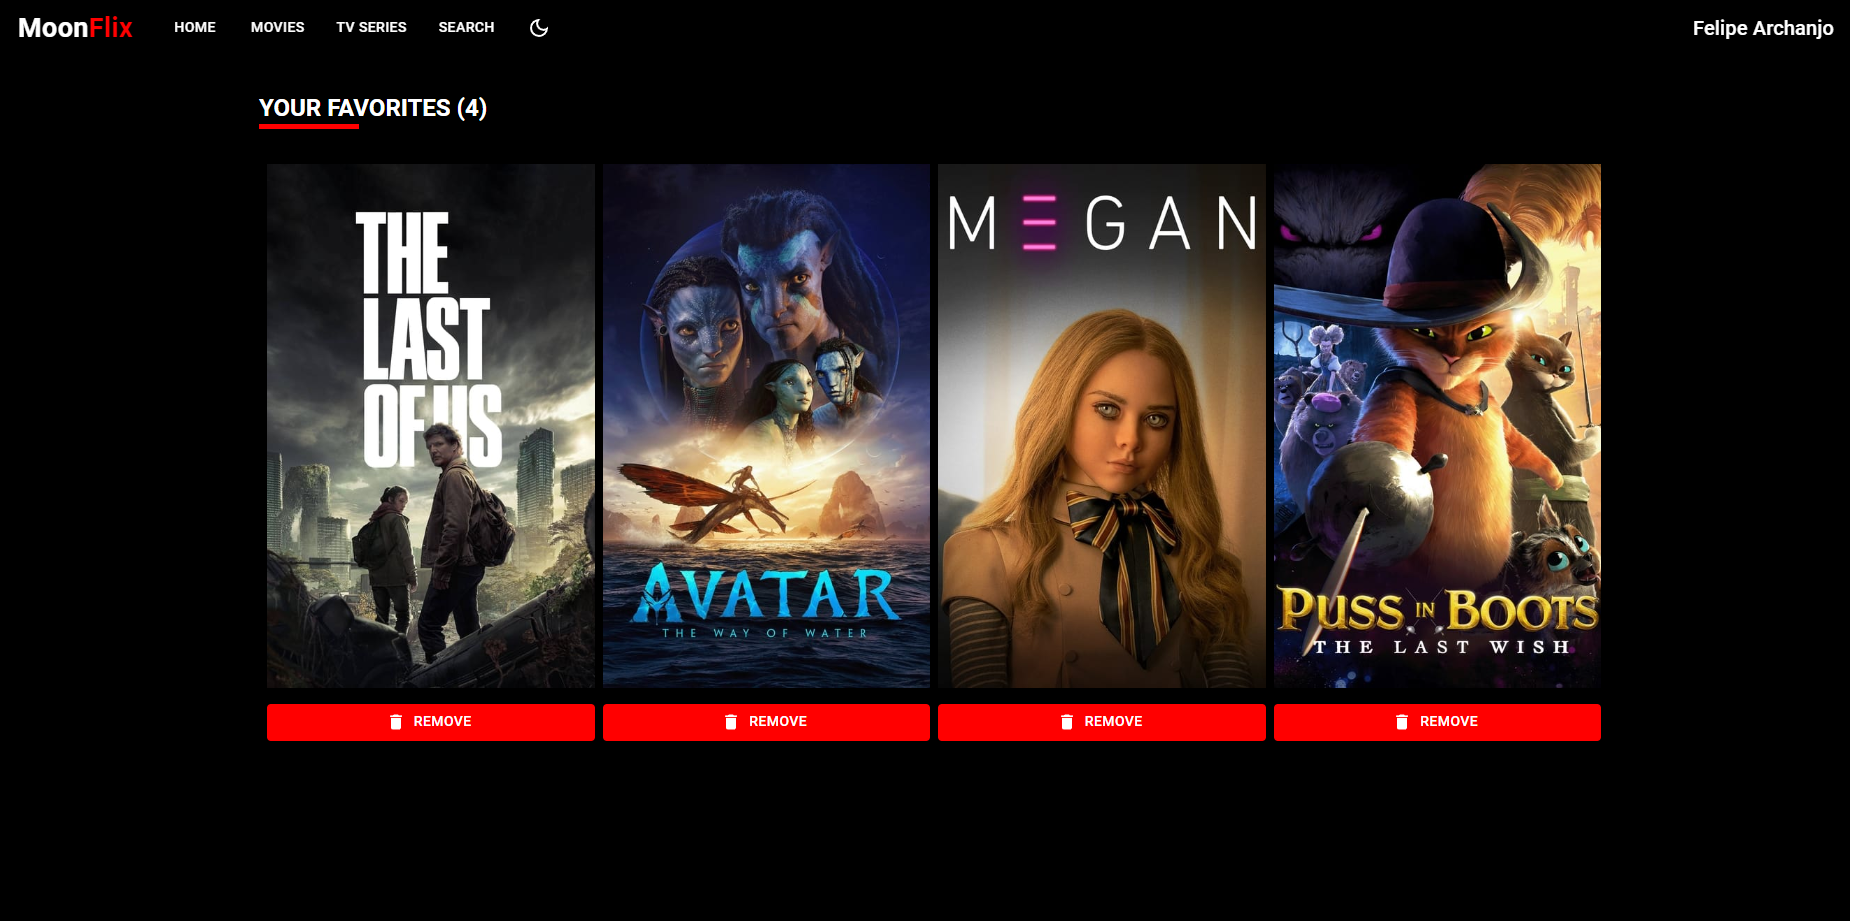 MoonFlix HOME MOVIES TV SERIES SEARCH Felipe Archanjo
YOUR FAVORITES (4)
THE
LAST
OF US
AVATAR
THE WAY OF WATER
MEGAN
PUSS IN BOOTS
THE LAST WISH
REMOVE REMOVE REMOVE REMOVE